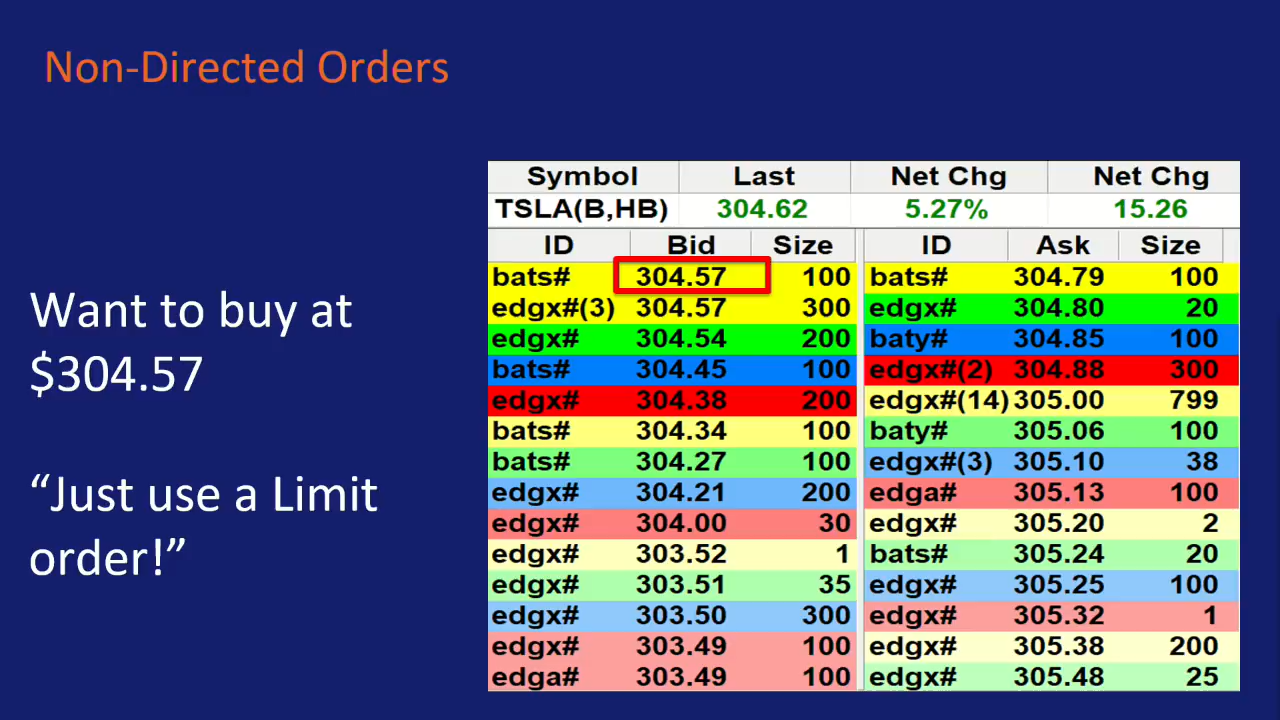 Non-Directed Orders
Want to buy at
$304.57
“Just use a Limit
order!”
Symbol Last Net Chg Net Chg
TSLA(B,HB) 304.62 5.27% 15.26
ID Bid Size ID Ask Size
bats# 304.57 100 bats# 304.79 100
edgx#(3) 304.57 300 edgx# 304.80 20
edgx# 304.54 200 baty# 304.85 100
bats# 304.45 100 edgx#(2) 304.88 300
edgx# 304.38 200 edgx#(14) 305.00 799
bats# 304.34 100 baty# 305.06 100
bats# 304.27 100 edgx#(3) 305.10 38
edgx# 304.21 200 edga# 305.13 100
edgx# 304.00 30 edgx# 305.20 2
edgx# 303.52 1 bats# 305.24 20
edgx# 303.51 35 edgx# 305.25 100
edgx# 303.50 300 edgx# 305.32 1
edgx# 303.49 100 edgx# 305.38 200
edga# 303.49 100 edgx# 305.48 25